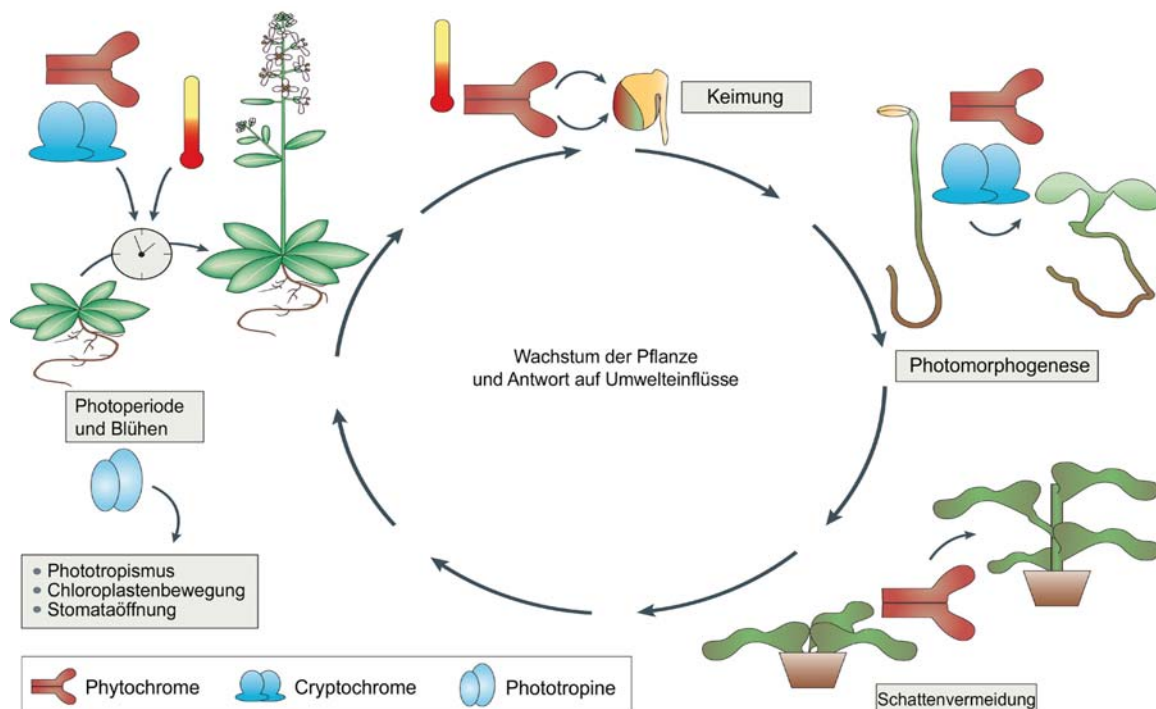 Keimung
Photomorphogenese
Wachstum der Pflanze
und Antwort auf Umwelteinflüsse
Photoperiode
und Blühen
• Phototropismus
• Chloroplastenbewegung
• Stomataöffnung
Schattenvermeidung
Phytochrome
Cryptochrome
Phototropine